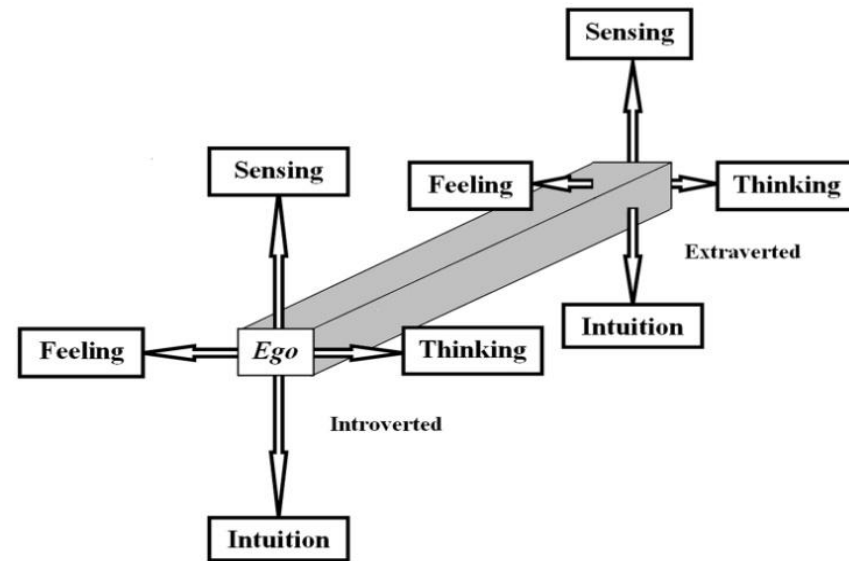 Sensing
Sensing
Feeling
Thinking
Extraverted
Intuition
Feeling
Ego
Thinking
Introverted
Intuition